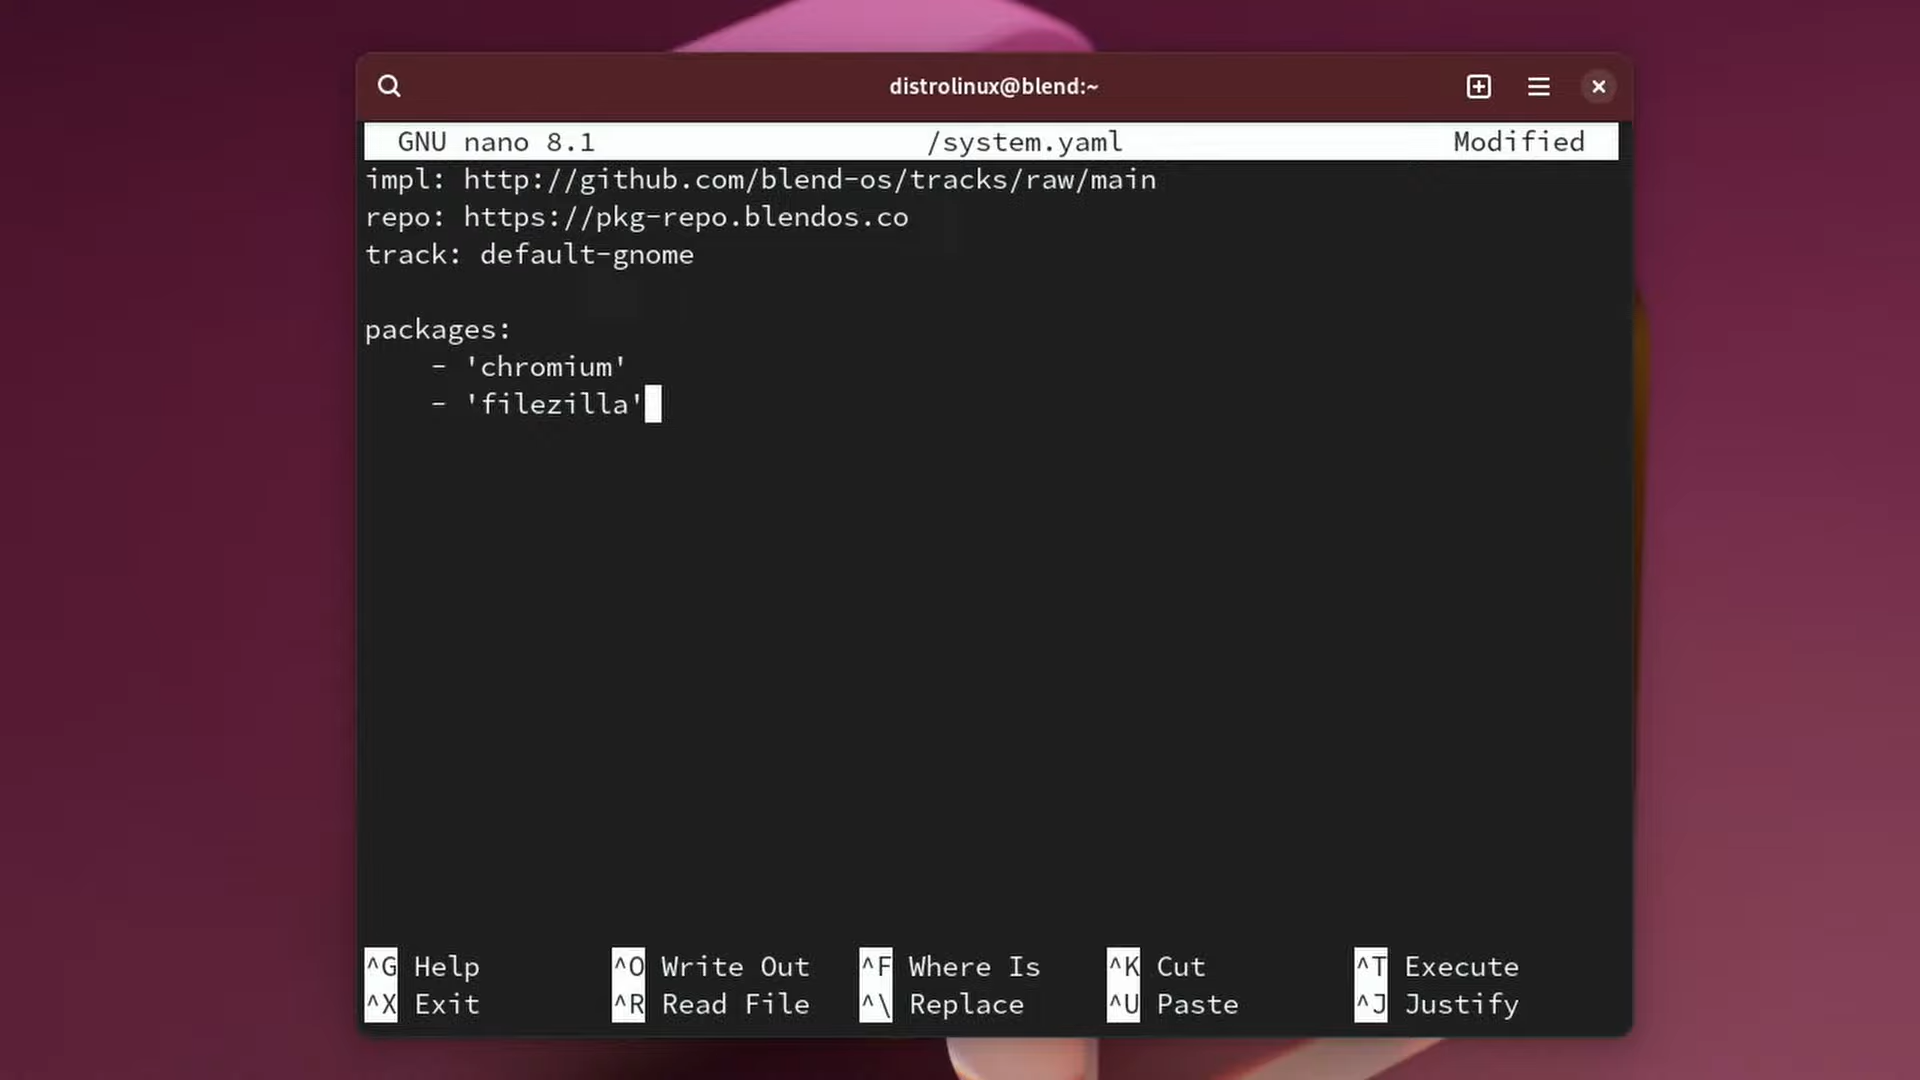 distrolinux@blend:~
GNU nano 8.1 /system.yaml Modified
impl: http://github.com/blend-os/tracks/raw/main
repo: https://pkg-repo.blendos.co
track: default-gnome
packages:
    - 'chromium'
    - 'filezilla'
^G Help ^O Write Out ^F Where Is ^K Cut ^T Execute
^X Exit ^R Read File ^\ Replace ^U Paste ^J Justify